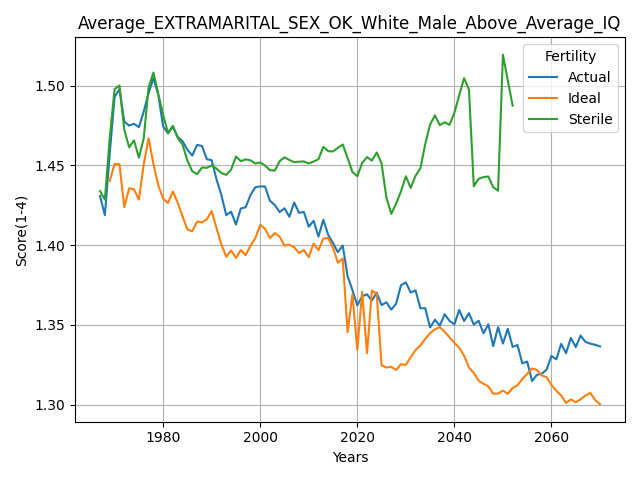 Average_EXTRAMARITAL_SEX_OK_White_Male_Above_Average_IQ
Fertility
Actual
Ideal
Sterile
Score(1-4)
1.50
1.45
1.40
1.35
1.30
1980
2000
2020
2040
2060
Years